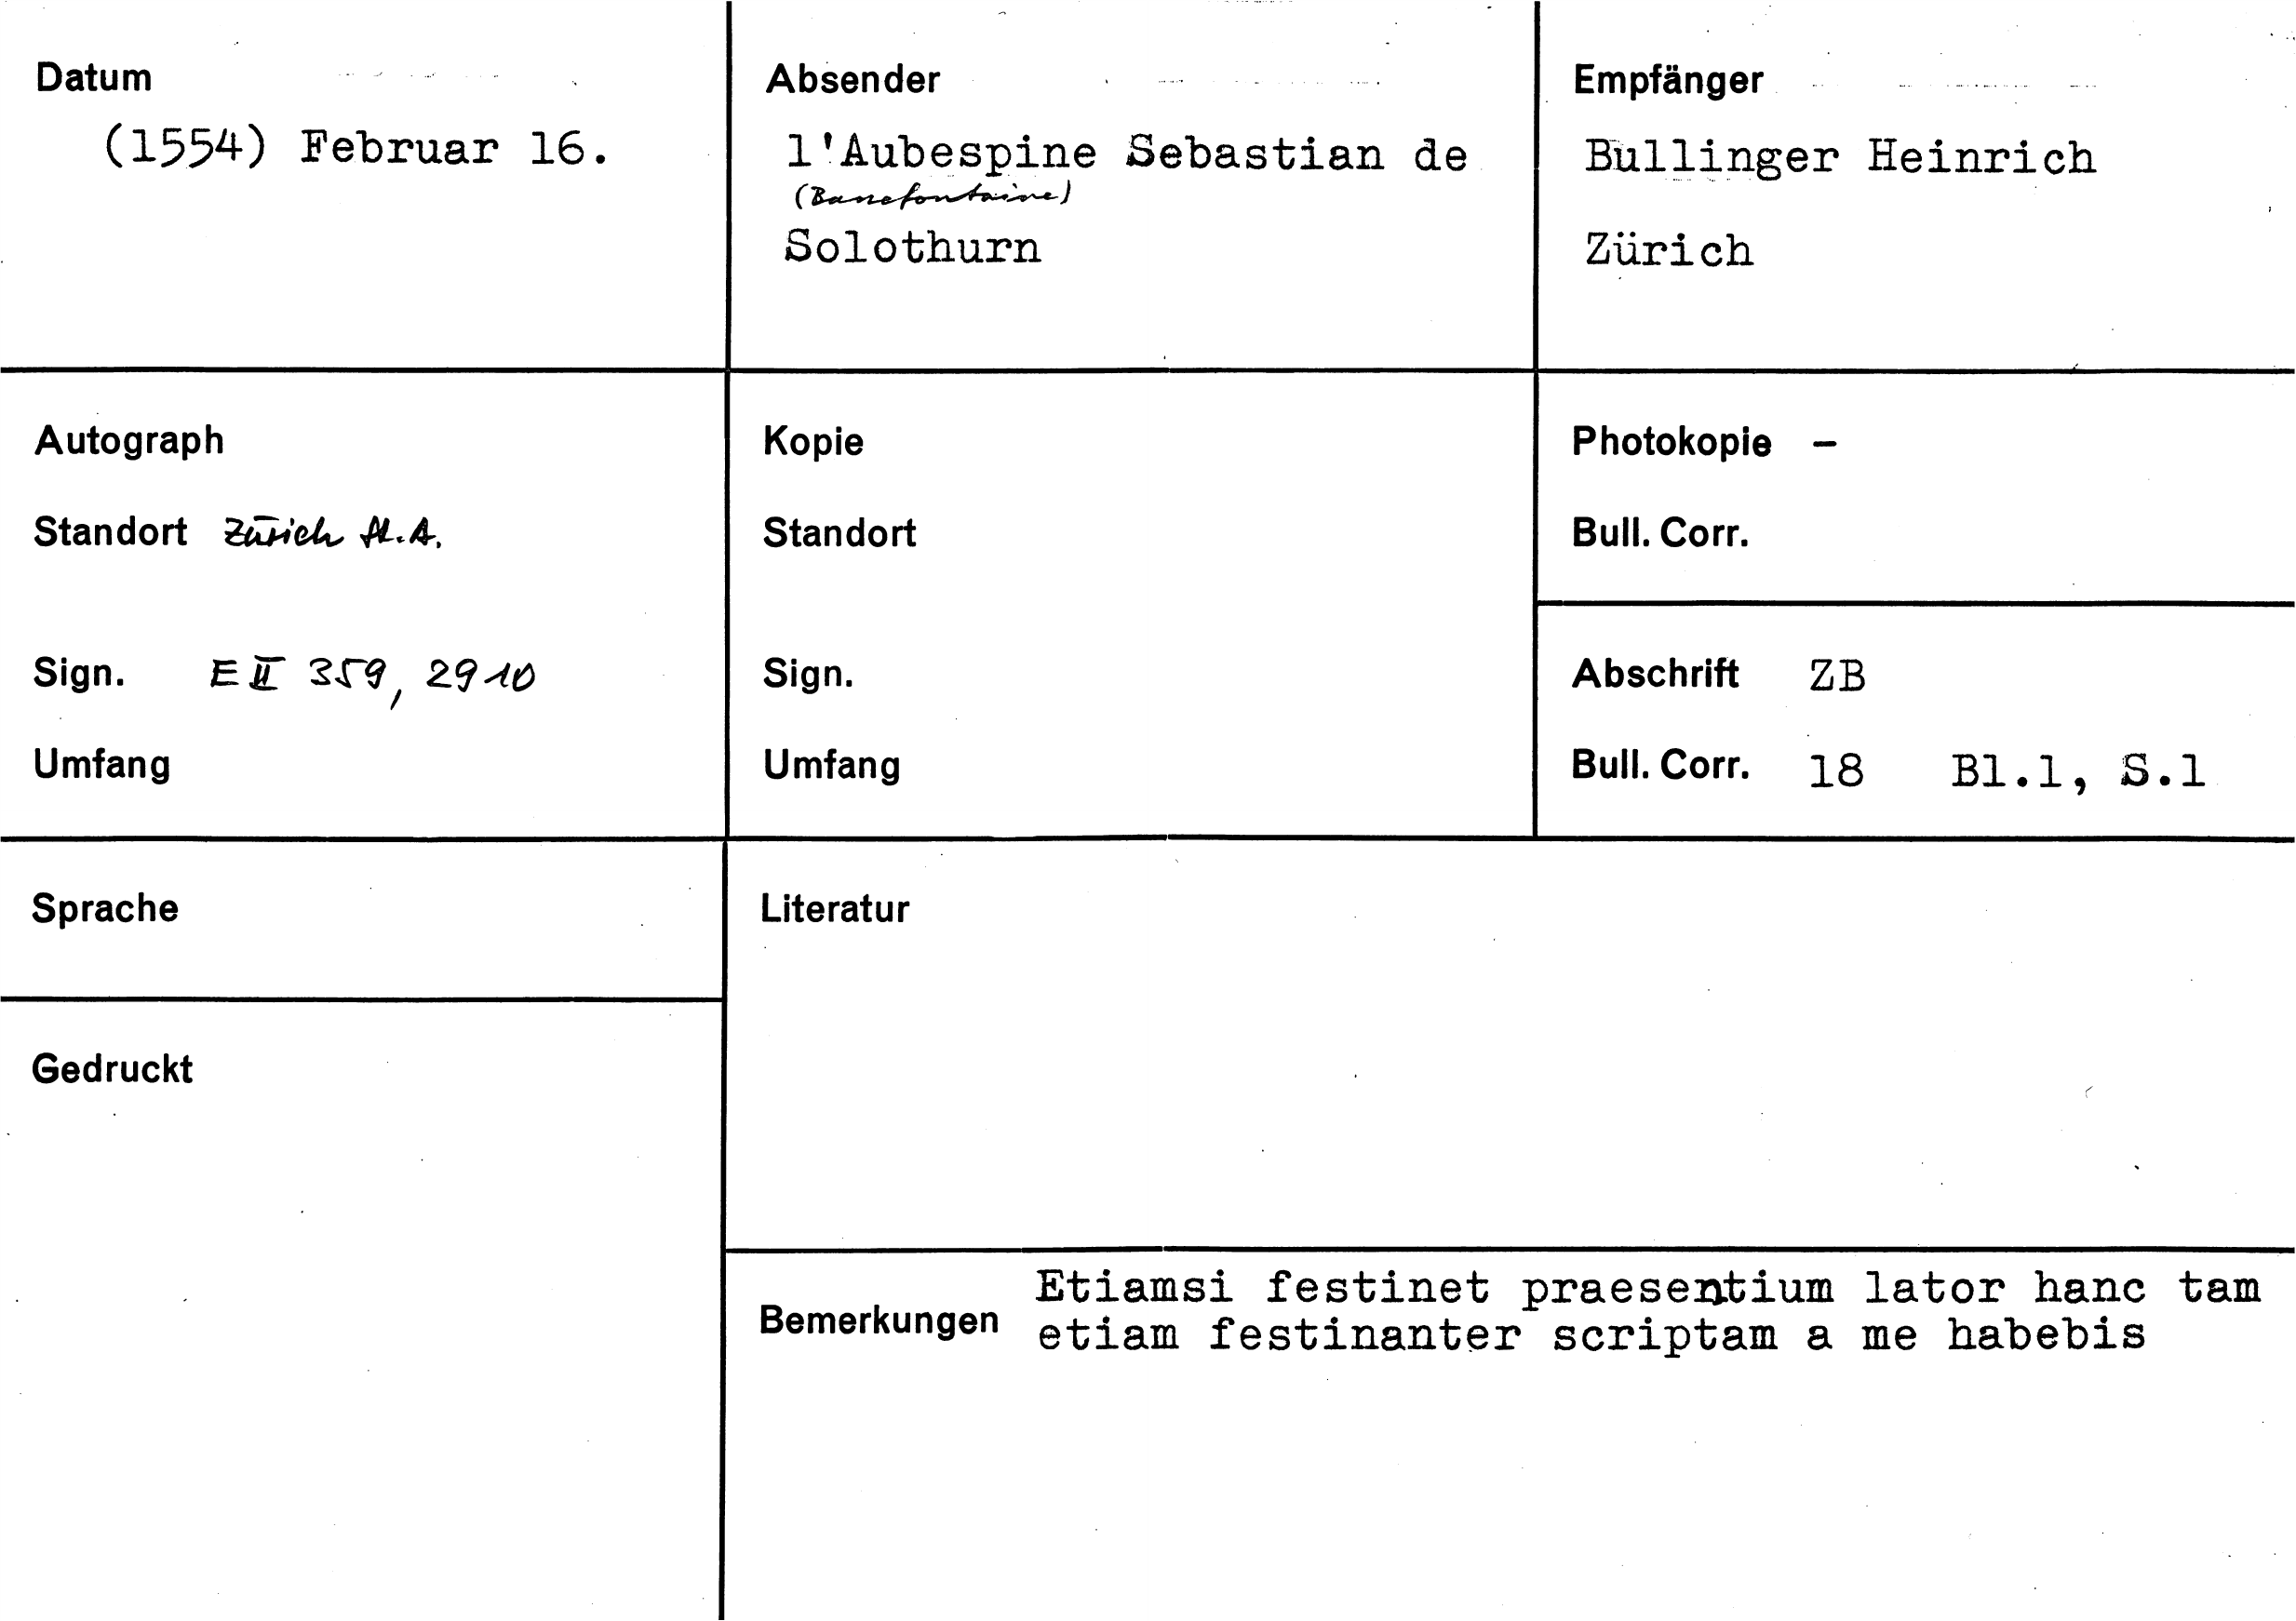 Datum
(1554) Februar 16.
Absender
l'Aubespine Sebastian de
(Bassefontaine)
Solothurn
Empfänger
Bullinger Heinrich
Zürich
Autograph
Standort Zürich St.A.
Sign. E II 359, 2910
Umfang
Kopie
Standort
Sign.
Umfang
Photokopie –
Bull. Corr.
Abschrift ZB
Bull. Corr. 18 Bl.1, S.1
Sprache
Gedruckt
Literatur
Bemerkungen
Etiamsi festinet praesentium lator hanc tam
etiam festinanter scriptam a me habebis